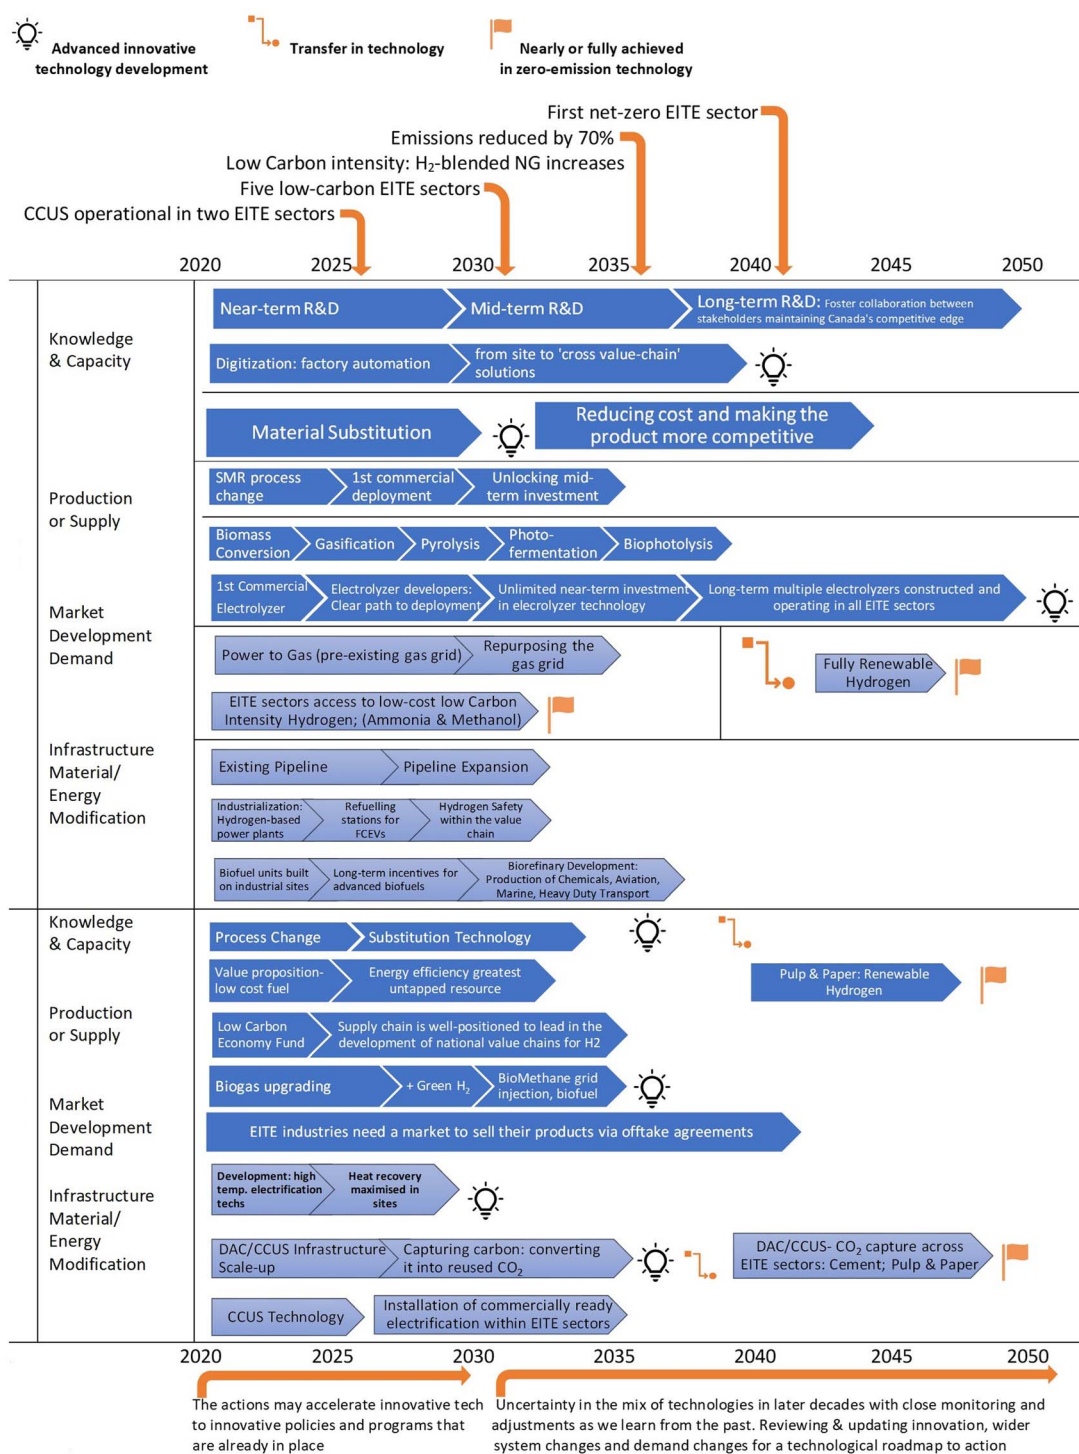 Advanced innovative
technology development
Transfer in technology
Nearly or fully achieved
in zero-emission technology
First net-zero EITE sector
Emissions reduced by 70%
Low Carbon intensity: H₂-blended NG increases
Five low-carbon EITE sectors
CCUS operational in two EITE sectors
2020 2025 2030 2035 2040 2045 2050
Knowledge
& Capacity
Near-term R&D
Mid-term R&D
Long-term R&D: Foster collaboration between
stakeholders maintaining Canada's competitive edge
Digitization: factory automation
from site to 'cross value-chain'
solutions
Material Substitution
Reducing cost and making the
product more competitive
Production
or Supply
SMR process
change
1st commercial
deployment
Unlocking mid-
term investment
Biomass
Conversion
Gasification
Pyrolysis
Photo-
fermentation
Biophotolysis
Market
Development
Demand
1st Commercial
Electrolyzer
Electrolyzer developers:
Clear path to deployment
Unlimited near-term investment
in elecrolyzer technology
Long-term multiple electrolyzers constructed and
operating in all EITE sectors
Power to Gas (pre-existing gas grid)
Repurposing the
gas grid
Fully Renewable
Hydrogen
EITE sectors access to low-cost low Carbon
Intensity Hydrogen; (Ammonia & Methanol)
Infrastructure
Material/
Energy
Modification
Existing Pipeline
Pipeline Expansion
Industrialization:
Hydrogen-based
power plants
Refuelling
stations for
FCEVs
Hydrogen Safety
within the value
chain
Biofuel units built
on industrial sites
Long-term incentives for
advanced biofuels
Biorefinary Development:
Production of Chemicals, Aviation,
Marine, Heavy Duty Transport
Knowledge
& Capacity
Process Change
Substitution Technology
Value proposition-
low cost fuel
Energy efficiency greatest
untapped resource
Pulp & Paper: Renewable
Hydrogen
Production
or Supply
Low Carbon
Economy Fund
Supply chain is well-positioned to lead in the
development of national value chains for H2
Biogas upgrading
+ Green H₂
BioMethane grid
injection, biofuel
Market
Development
Demand
EITE industries need a market to sell their products via offtake agreements
Infrastructure
Material/
Energy
Modification
Development: high
temp. electrification
techs
Heat recovery
maximised in
sites
DAC/CCUS Infrastructure
Scale-up
Capturing carbon: converting
it into reused CO₂
DAC/CCUS- CO₂ capture across
EITE sectors: Cement; Pulp & Paper
CCUS Technology
Installation of commercially ready
electrification within EITE sectors
2020 2025 2030 2035 2040 2045 2050
The actions may accelerate innovative tech
to innovative policies and programs that
are already in place
Uncertainty in the mix of technologies in later decades with close monitoring and
adjustments as we learn from the past. Reviewing & updating innovation, wider
system changes and demand changes for a technological roadmap to action